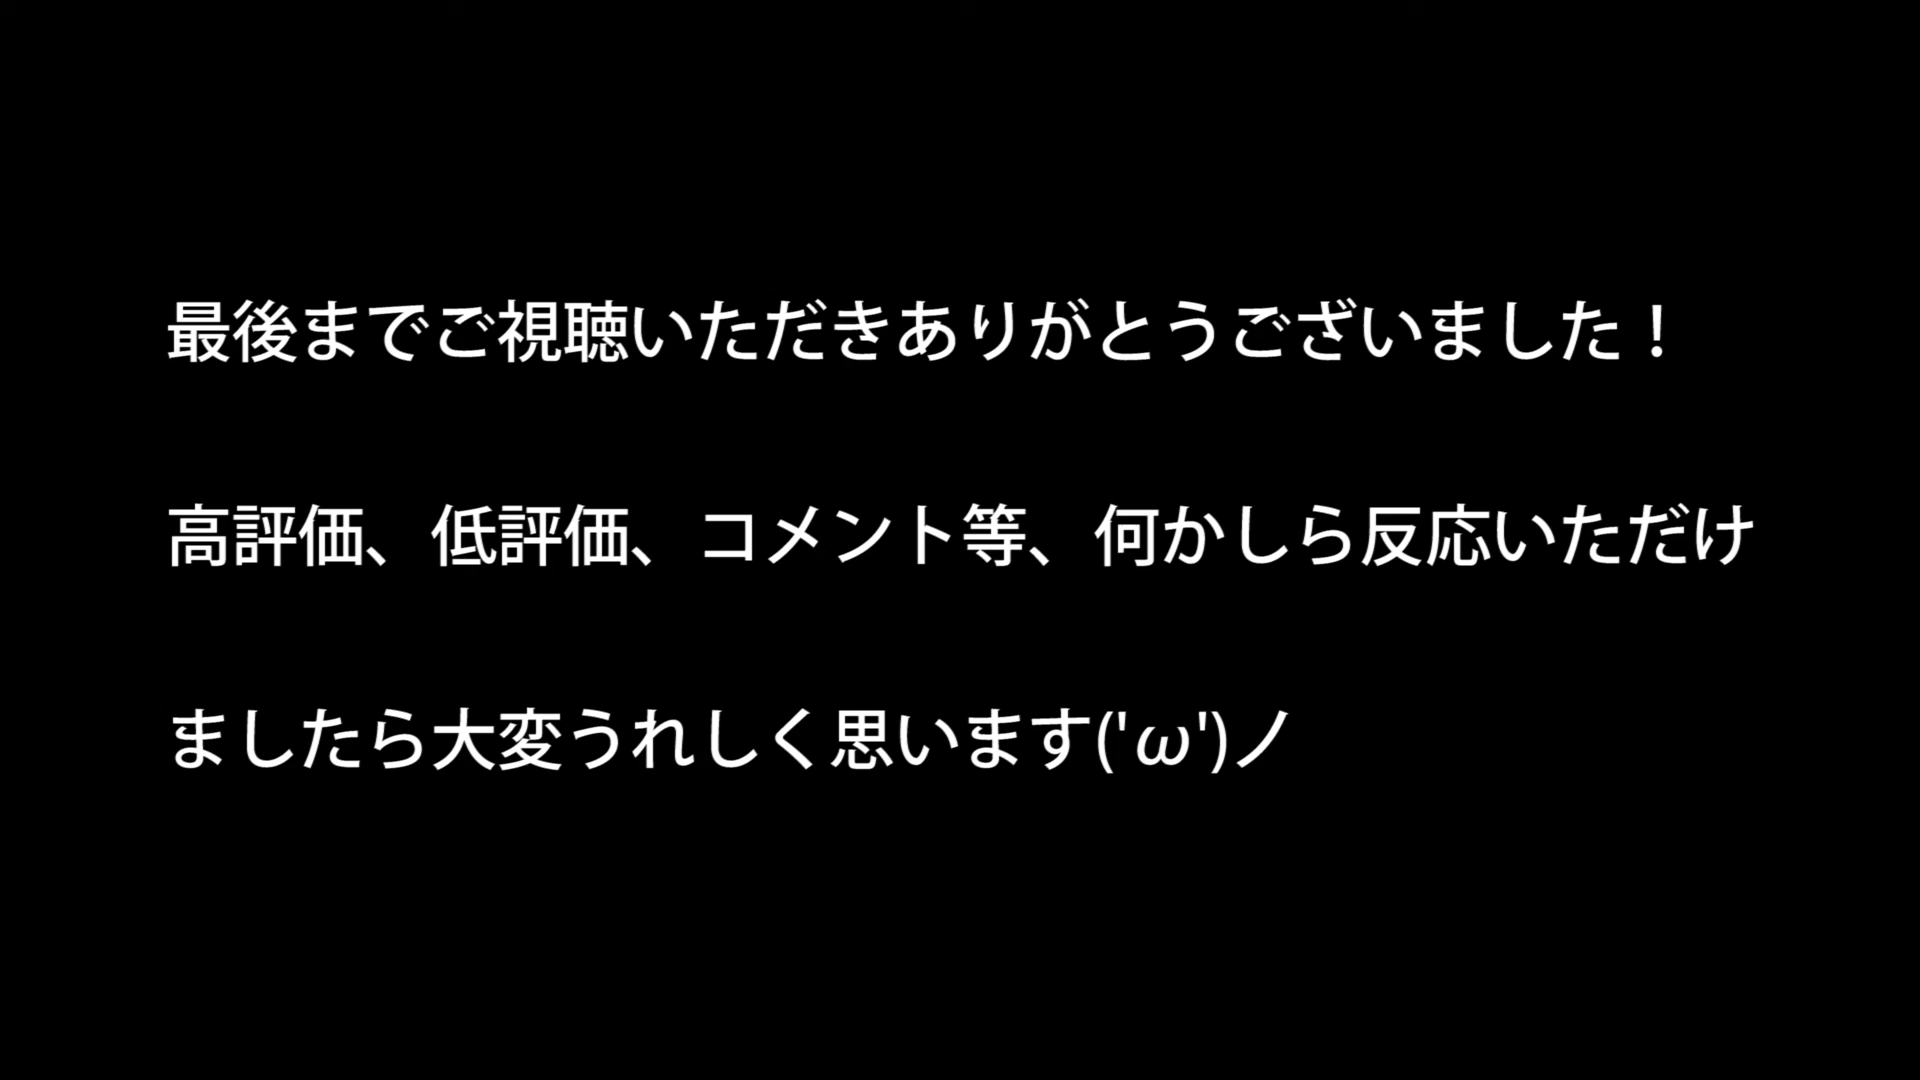 最後までご視聴いただきありがとうございました！
高評価、低評価、コメント等、何かしら反応いただけ
ましたら大変うれしく思います('ω')ノ